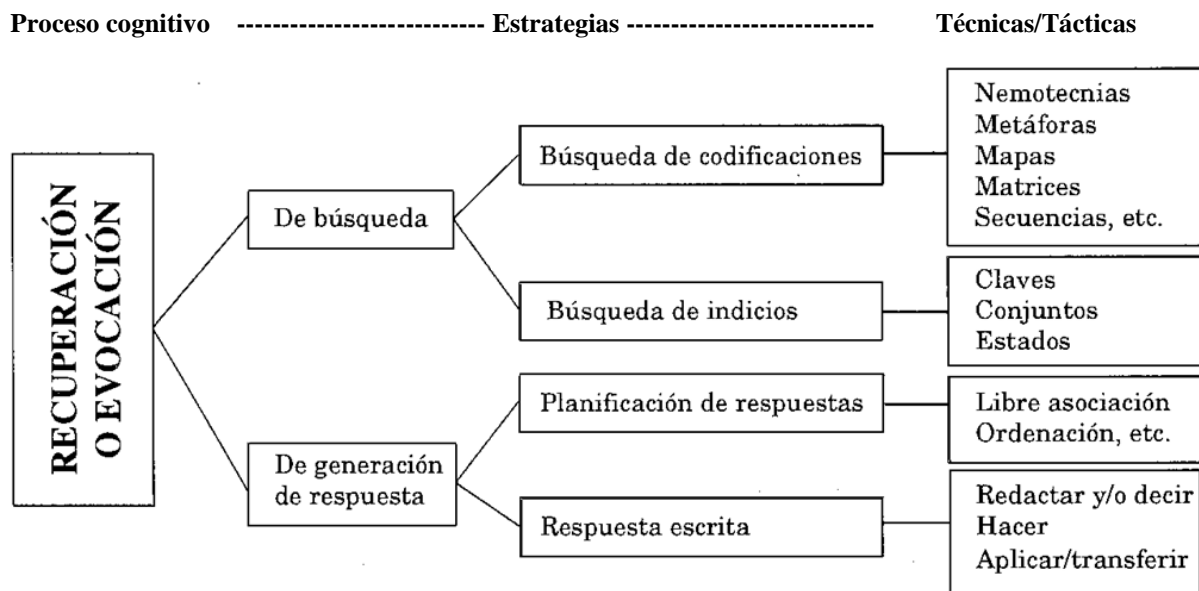 Proceso cognitivo ------------------------- Estrategias ------------------------- Técnicas/Tácticas
RECUPERACIÓN
O EVOCACIÓN
De búsqueda
Búsqueda de codificaciones
Nemotecnias
Metáforas
Mapas
Matrices
Secuencias, etc.
Búsqueda de indicios
Claves
Conjuntos
Estados
De generación
de respuesta
Planificación de respuestas
Libre asociación
Ordenación, etc.
Respuesta escrita
Redactar y/o decir
Hacer
Aplicar/transferir